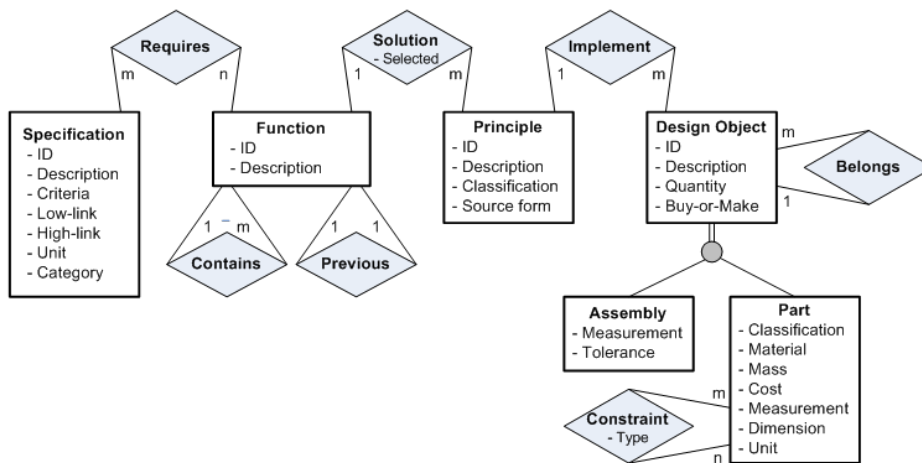 Requires
m
n
Solution
- Selected
1
m
Implement
1
m
Specification
- ID
- Description
- Criteria
- Low-link
- High-link
- Unit
- Category
Function
- ID
- Description
1
m
Contains
1
1
Previous
Principle
- ID
- Description
- Classification
- Source form
Design Object
- ID
- Description
- Quantity
- Buy-or-Make
m
1
Belongs
Assembly
- Measurement
- Tolerance
Part
- Classification
- Material
- Mass
- Cost
- Measurement
- Dimension
- Unit
m
n
Constraint
- Type